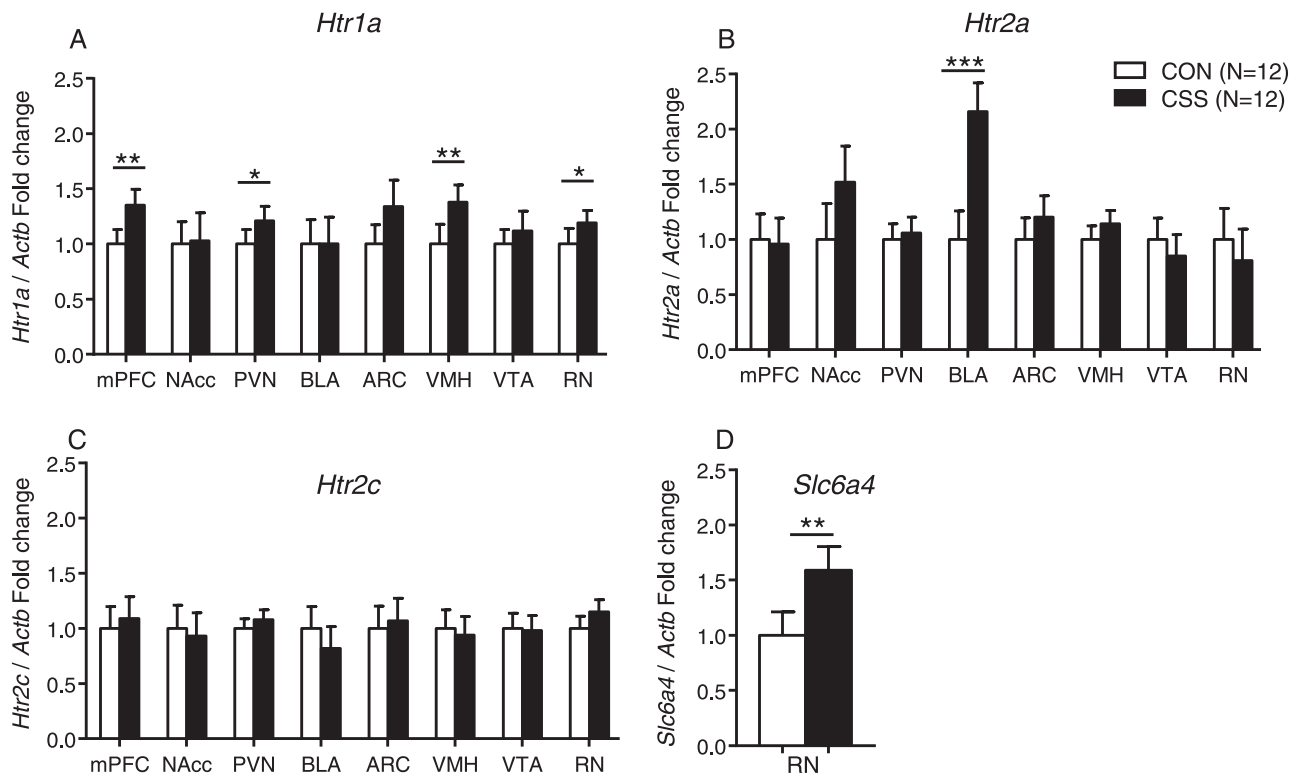 A
Htr1a
Htr1a / Actb Fold change
2.5
2.0
1.5
1.0
0.5
0.0
**
*
**
*
mPFC NAcc PVN BLA ARC VMH VTA RN
B
Htr2a
CON (N=12)
CSS (N=12)
Htr2a / Actb Fold change
2.5
2.0
1.5
1.0
0.5
0.0
***
mPFC NAcc PVN BLA ARC VMH VTA RN
C
Htr2c
Htr2c / Actb Fold change
2.5
2.0
1.5
1.0
0.5
0.0
mPFC NAcc PVN BLA ARC VMH VTA RN
D
Slc6a4
Slc6a4 / Actb Fold change
2.5
2.0
1.5
1.0
0.5
0.0
**
RN